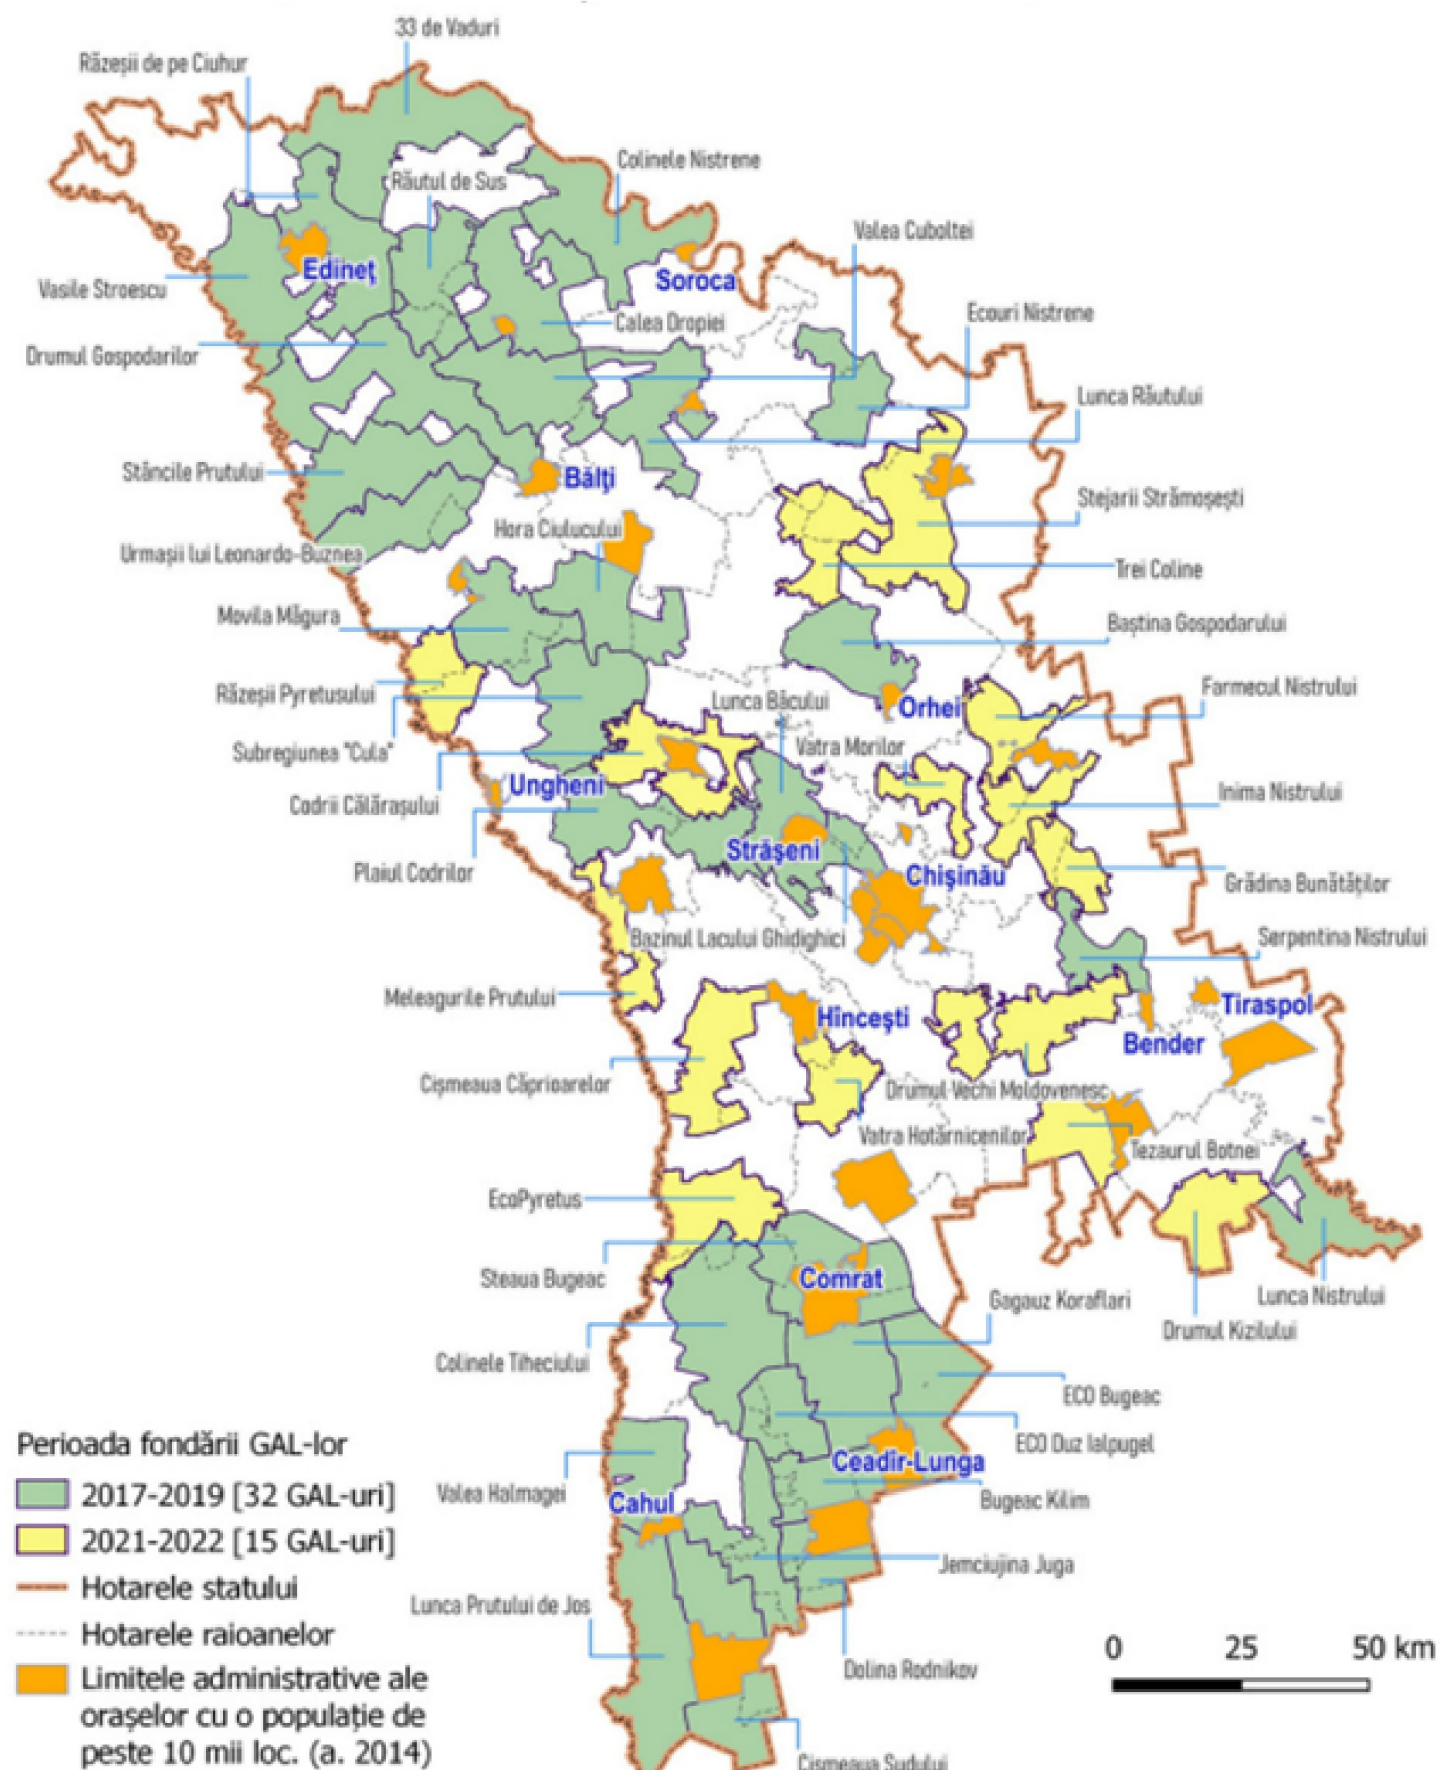 33 de Vaduri
Răzeșii de pe Ciuhur
Colinele Nistrene
Răutul de Sus
Valea Cuboltei
Edineț
Soroca
Vasile Stroescu
Ecouri Nistrene
Calea Dropiei
Drumul Gospodarilor
Lunca Răutului
Stâncile Prutului
Bălți
Stejarii Strămoșești
Hora Ciulucului
Urmașii lui Leonardo-Buznea
Trei Coline
Movila Măgura
Baștina Gospodarului
Răzeșii Pyretusului
Farmecul Nistrului
Lunca Bâcului
Orhei
Subregiunea "Cula"
Vatra Morilor
Ungheni
Inima Nistrului
Codrii Călărașului
Strășeni
Plaiul Codrilor
Chișinău
Grădina Bunătăților
Bazinul Lacului Ghidighici
Serpentina Nistrului
Meleagurile Prutului
Tiraspol
Hîncești
Bender
Cișmeaua Căprioarelor
Drumul Vechi Moldovenesc
Vatra Hotărnicenilor
Tezaurul Botnei
EcoPyretus
Steaua Bugeac
Comrat
Lunca Nistrului
Gagauz Koraflari
Drumul Kizilului
Colinele Tiheciului
ECO Bugeac
ECO Duz Ialpugel
Ceadîr-Lunga
Valea Halmagei
Cahul
Bugeac Kilim
Jemciujina Juga
Lunca Prutului de Jos
Dolina Rodnikov
Cișmeaua Sudului
Perioada fondării GAL-lor
2017-2019 [32 GAL-uri]
2021-2022 [15 GAL-uri]
Hotarele statului
Hotarele raioanelor
Limitele administrative ale
orașelor cu o populație de
peste 10 mii loc. (a. 2014)
0 25 50 km